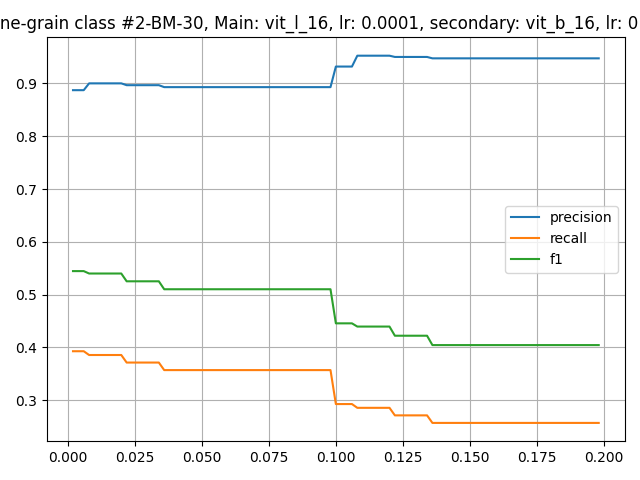 ne-grain class #2-BM-30, Main: vit_l_16, lr: 0.0001, secondary: vit_b_16, lr: 0
0.9
0.8
0.7
0.6
0.5
0.4
0.3
precision
recall
f1
0.000 0.025 0.050 0.075 0.100 0.125 0.150 0.175 0.200